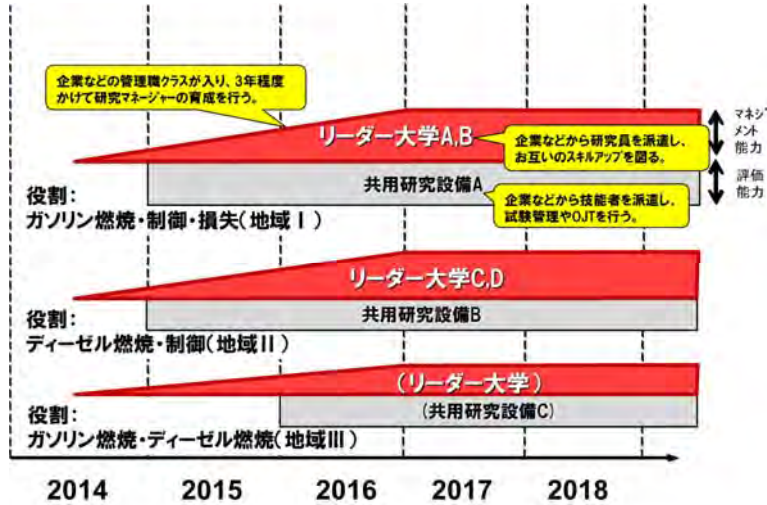 企業などの管理職クラスが入り、3年程度
かけて研究マネージャーの育成を行う。
リーダー大学A,B
企業などから研究員を派遣し、
お互いのスキルアップを図る。
マネジ
メント
能力
共用研究設備A
企業などから技能者を派遣し、
試験管理やOJTを行う。
評価
能力
役割：
ガソリン燃焼・制御・損失(地域Ⅰ)
リーダー大学C,D
共用研究設備B
役割：
ディーゼル燃焼・制御(地域Ⅱ)
(リーダー大学)
(共用研究設備C)
役割：
ガソリン燃焼・ディーゼル燃焼(地域Ⅲ)
2014 2015 2016 2017 2018